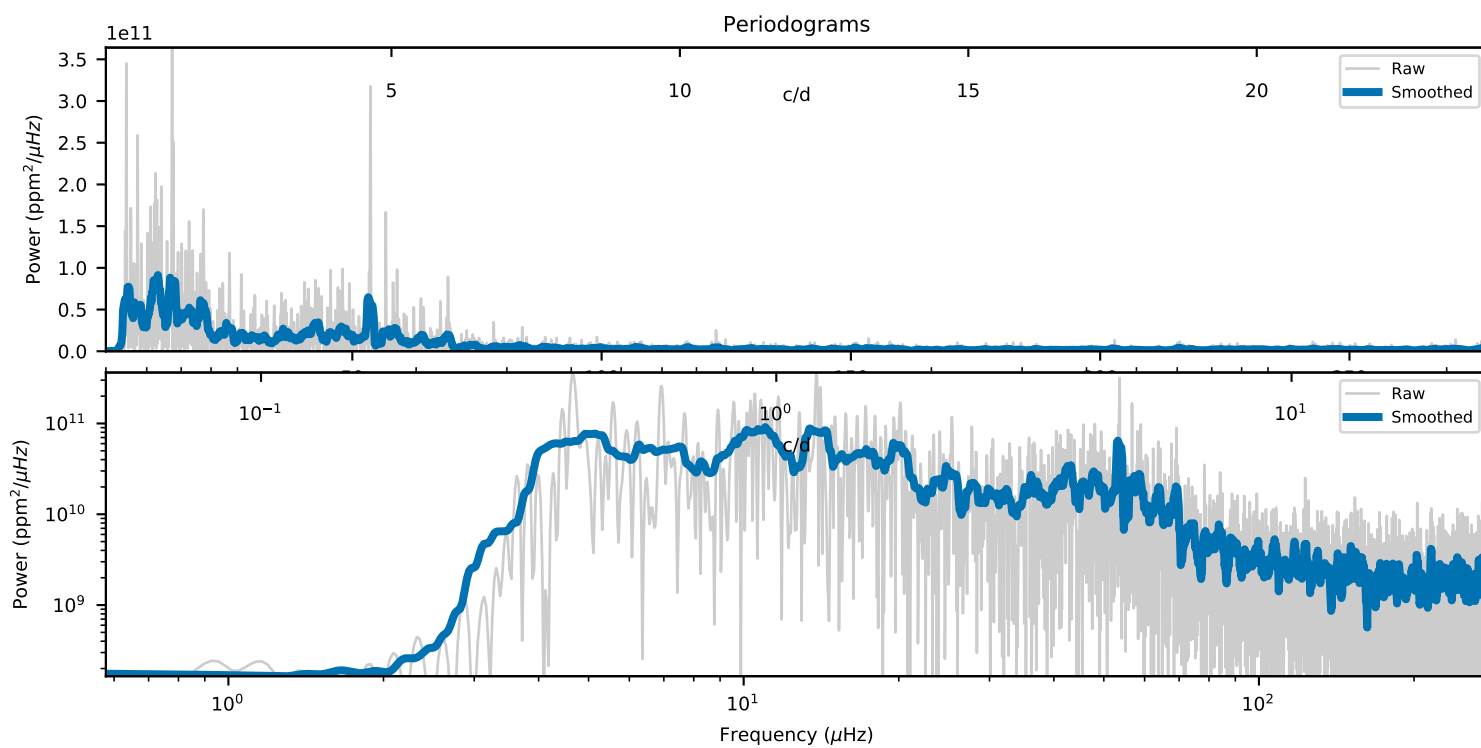 Periodograms
1e11
3.5
3.0
2.5
2.0
1.5
1.0
0.5
0.0
Power (ppm²/μHz)
5 10 15 20
c/d
Raw
Smoothed
10⁻¹ 10⁰ 10¹
c/d
Raw
Smoothed
10¹¹
10¹⁰
10⁹
Power (ppm²/μHz)
10⁰ 10¹ 10²
Frequency (μHz)